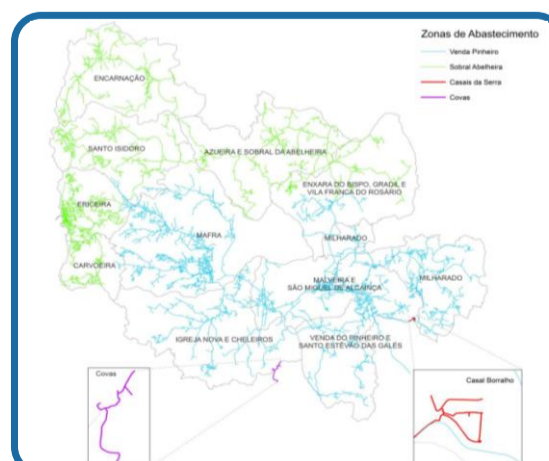 Zonas de Abastecimento
Venda Pinheiro
Sobral Abelheira
Casais da Serra
Covas
ENCARNAÇÃO
SANTO ISIDORO
AZUEIRA E SOBRAL DA ABELHEIRA
ENXARA DO BISPO, GRADIL E
VILA FRANCA DO ROSÁRIO
ERICEIRA
MAFRA
MILHARADO
CARVOEIRA
MALVEIRA E
SÃO MIGUEL DE ALCAINÇA
MILHARADO
IGREJA NOVA E CHELEIROS
VENDA DO PINHEIRO E
SANTO ESTÊVÃO DAS GALÉS
Covas
Casal Borralho